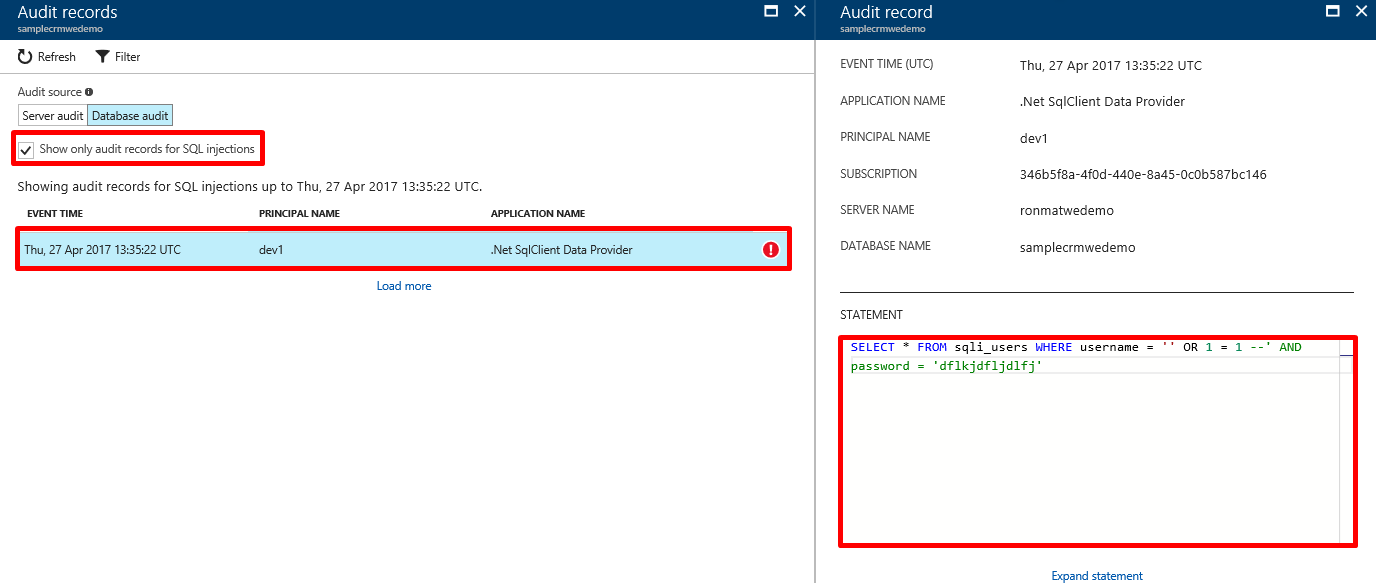 Audit records
samplecrmwedemo
Refresh Filter
Audit source
Server audit Database audit
Show only audit records for SQL injections
Showing audit records for SQL injections up to Thu, 27 Apr 2017 13:35:22 UTC.
EVENT TIME PRINCIPAL NAME APPLICATION NAME
Thu, 27 Apr 2017 13:35:22 UTC dev1 .Net SqlClient Data Provider
Load more
Audit record
samplecrmwedemo
EVENT TIME (UTC) Thu, 27 Apr 2017 13:35:22 UTC
APPLICATION NAME .Net SqlClient Data Provider
PRINCIPAL NAME dev1
SUBSCRIPTION 346b5f8a-4f0d-440e-8a45-0c0b587bc146
SERVER NAME ronmatwedemo
DATABASE NAME samplecrmwedemo
STATEMENT
SELECT * FROM sqli_users WHERE username = '' OR 1 = 1 --' AND
password = 'dflkjdfljdlfj'
Expand statement